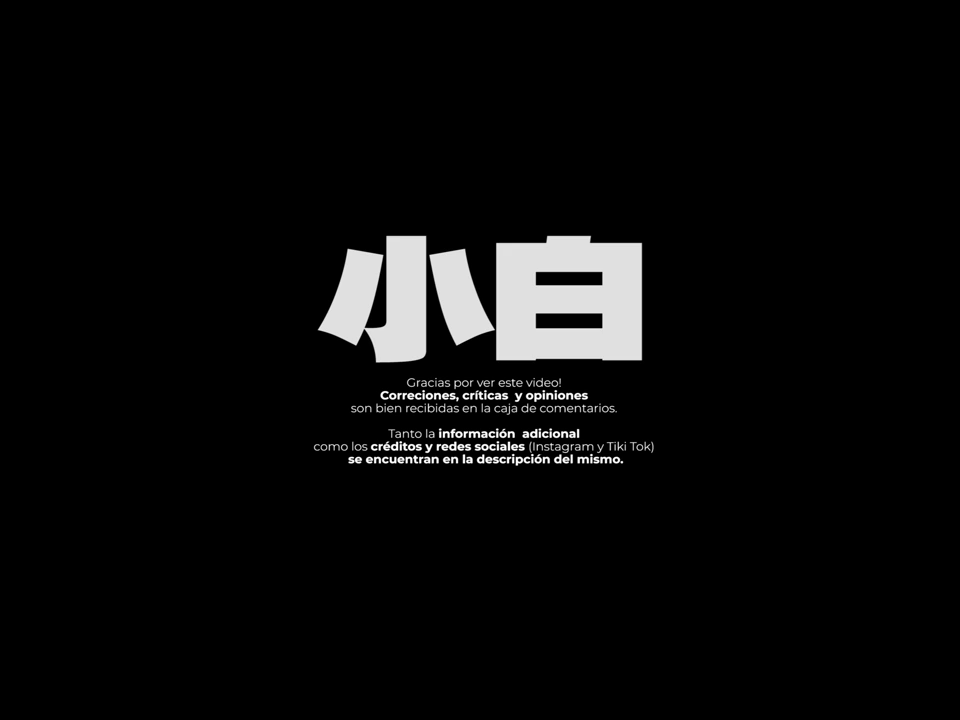 小白
Gracias por ver este video!
Correciones, críticas  y opiniones
son bien recibidas en la caja de comentarios.
Tanto la información  adicional
como los créditos y redes sociales (Instagram y Tiki Tok)
se encuentran en la descripción del mismo.